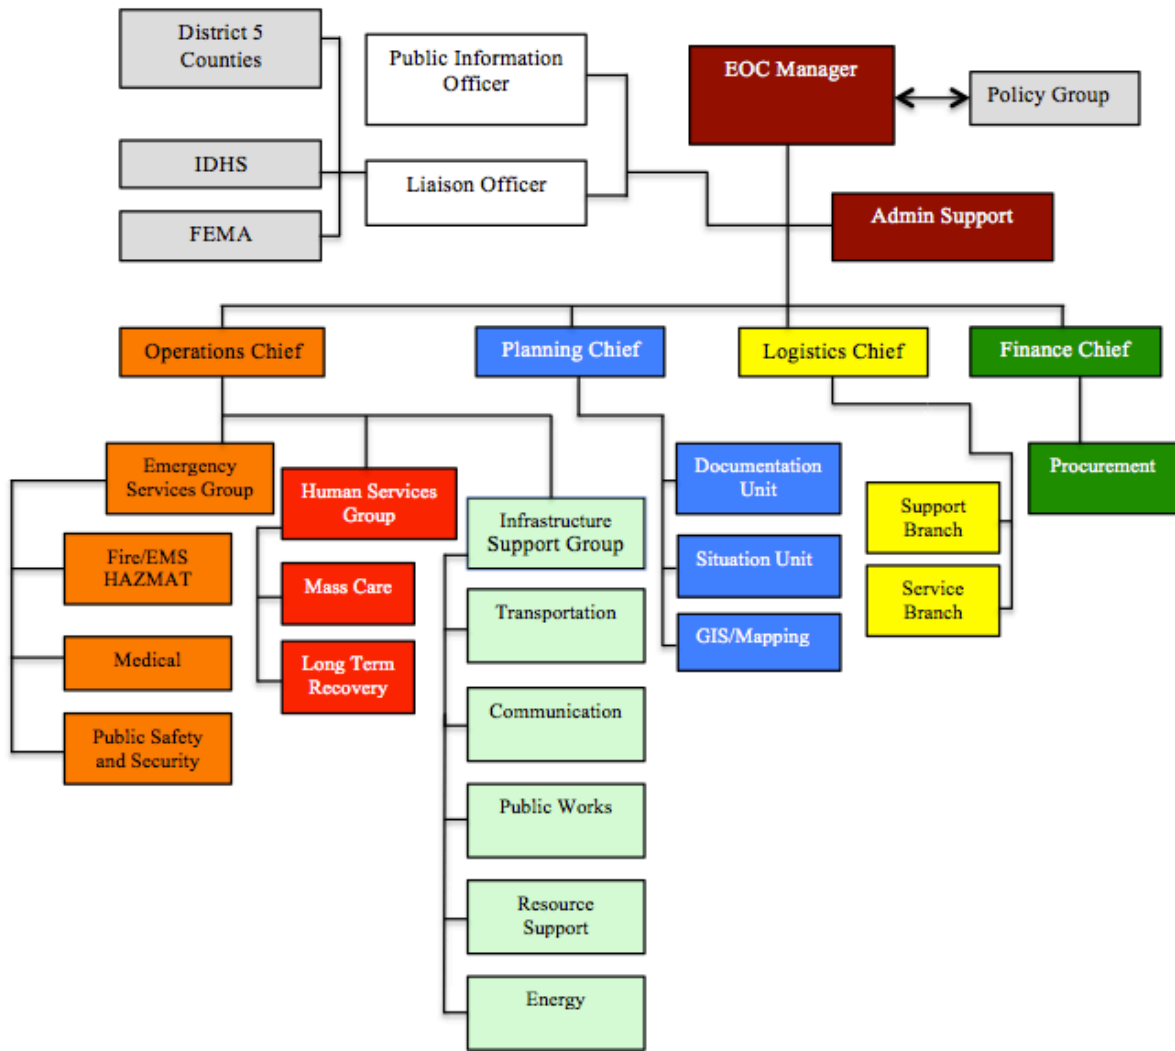 District 5
Counties
Public Information
Officer
EOC Manager
Policy Group
IDHS
Liaison Officer
FEMA
Admin Support
Operations Chief
Planning Chief
Logistics Chief
Finance Chief
Emergency
Services Group
Human Services
Group
Infrastructure
Support Group
Documentation
Unit
Support
Branch
Procurement
Fire/EMS
HAZMAT
Mass Care
Transportation
Situation Unit
Service
Branch
Medical
Long Term
Recovery
Communication
GIS/Mapping
Public Safety
and Security
Public Works
Resource
Support
Energy